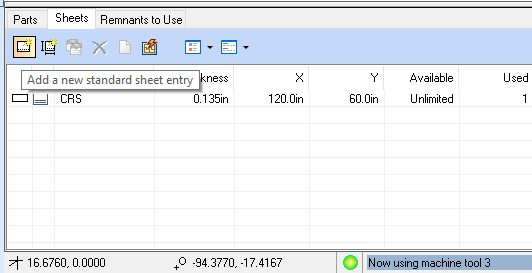 Parts Sheets Remnants to Use
Add a new standard sheet entry
ckness X Y Available Used
CRS 0.135in 120.0in 60.0in Unlimited 1
16.6760, 0.0000 -94.3770, -17.4167 Now using machine tool 3